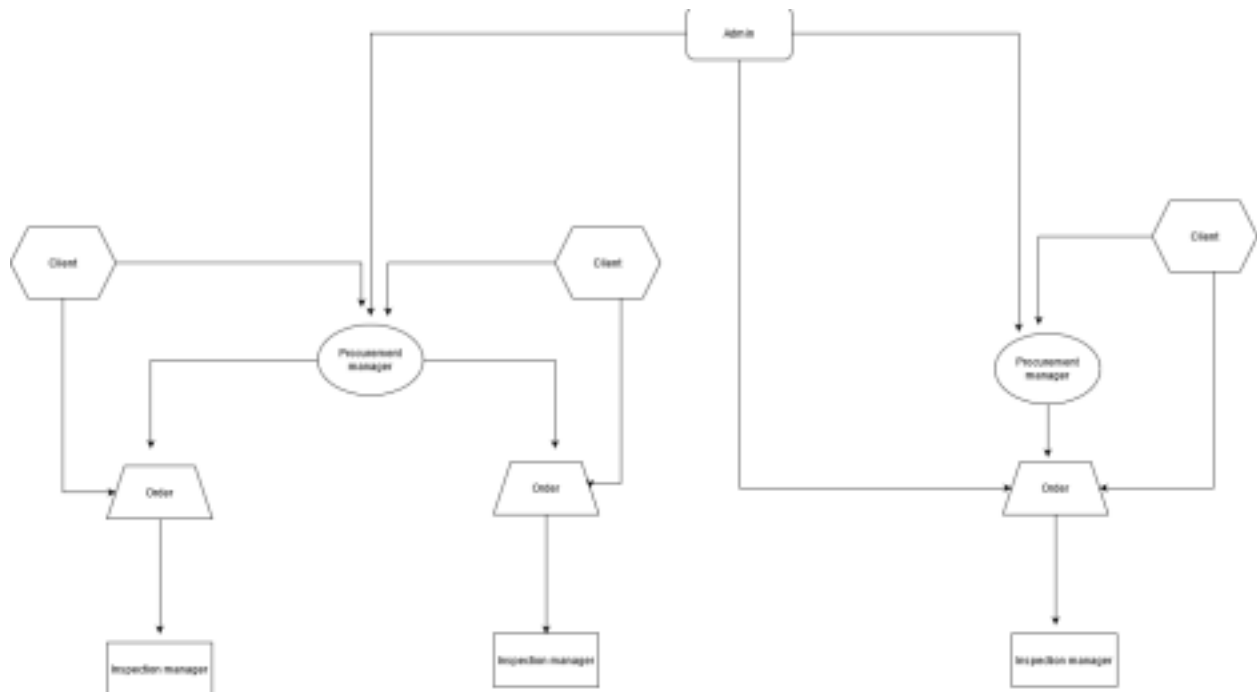 Admin
Client
Client
Client
Procurement
manager
Procurement
manager
Order
Order
Order
Inspection manager
Inspection manager
Inspection manager